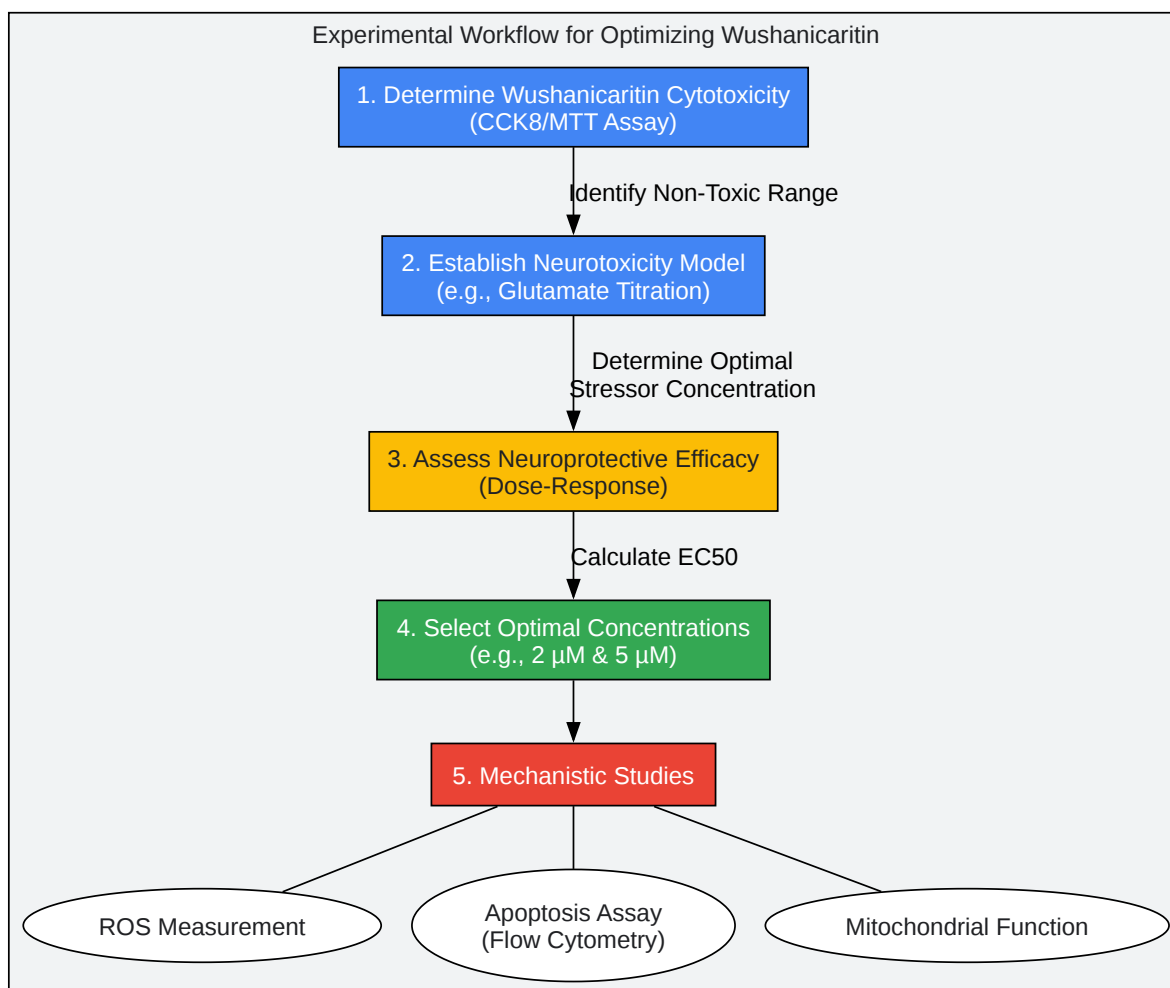 Experimental Workflow for Optimizing Wushanicaritin
1. Determine Wushanicaritin Cytotoxicity
(CCK8/MTT Assay)
Identify Non-Toxic Range
2. Establish Neurotoxicity Model
(e.g., Glutamate Titration)
Determine Optimal
Stressor Concentration
3. Assess Neuroprotective Efficacy
(Dose-Response)
Calculate EC50
4. Select Optimal Concentrations
(e.g., 2 µM & 5 µM)
5. Mechanistic Studies
ROS Measurement
Apoptosis Assay
(Flow Cytometry)
Mitochondrial Function